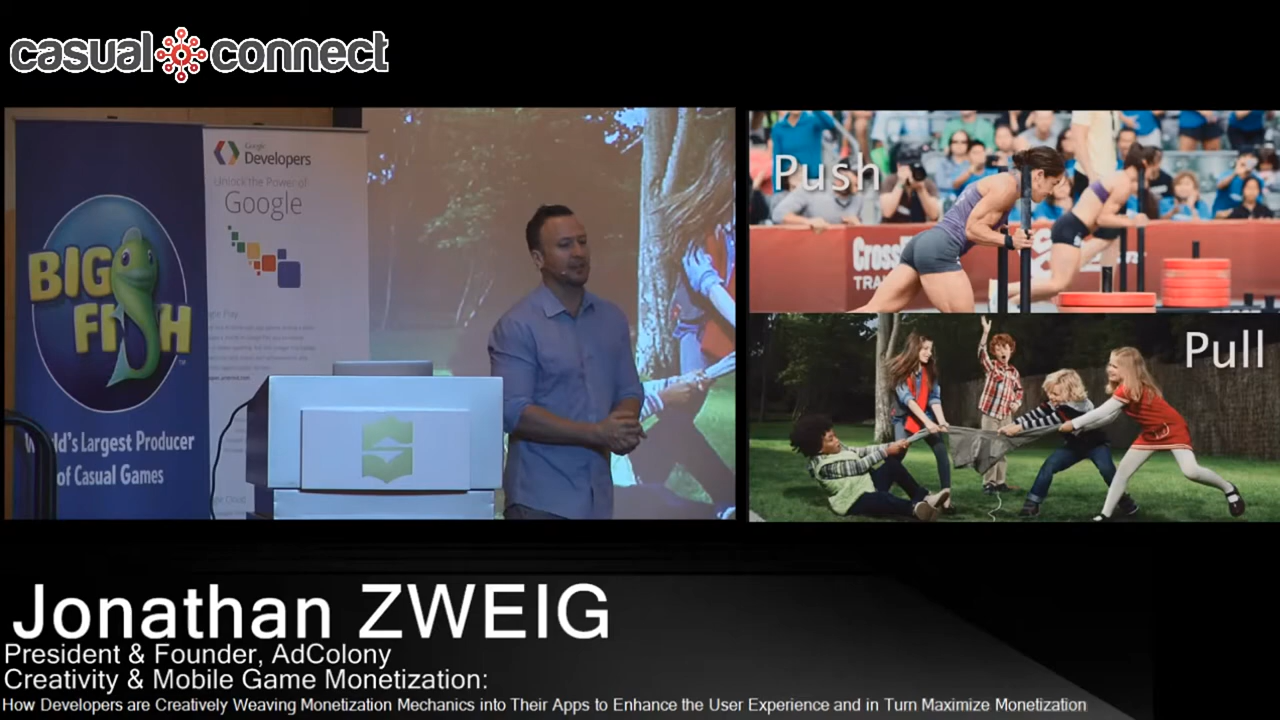 casual connect
Google
Developers
Unlock the Power of
Google
BIG
FISH
World's Largest Producer
of Casual Games
Push
CrossFit
Pull
Jonathan ZWEIG
President & Founder, AdColony
Creativity & Mobile Game Monetization:
How Developers are Creatively Weaving Monetization Mechanics into Their Apps to Enhance the User Experience and in Turn Maximize Monetization